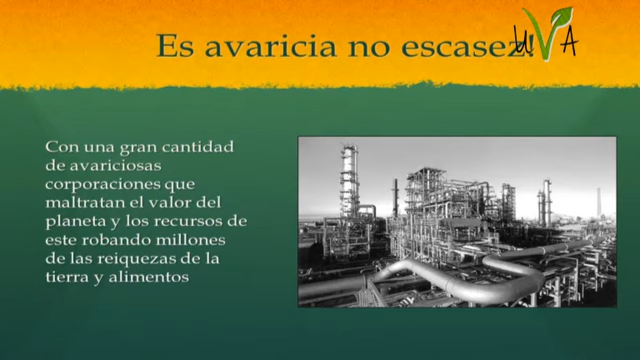 Es avaricia no escasez!
UVA
Con una gran cantidad
de avariciosas
corporaciones que
maltratan el valor del
planeta y los recursos de
este robando millones
de las reiquezas de la
tierra y alimentos